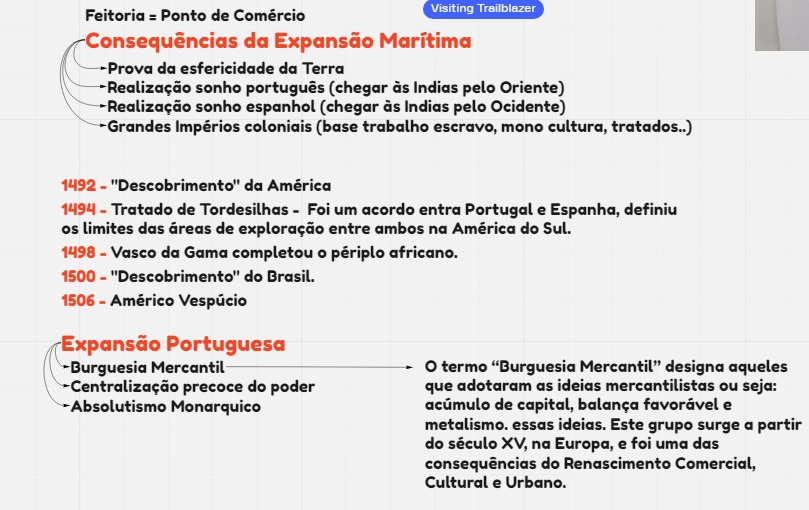 Feitoria = Ponto de Comércio
Visiting Trailblazer
Consequências da Expansão Marítima
Prova da esfericidade da Terra
Realização sonho português (chegar às Indias pelo Oriente)
Realização sonho espanhol (chegar às Indias pelo Ocidente)
Grandes Impérios coloniais (base trabalho escravo, mono cultura, tratados..)
1492 - "Descobrimento" da América
1494 - Tratado de Tordesilhas - Foi um acordo entra Portugal e Espanha, definiu
os limites das áreas de exploração entre ambos na América do Sul.
1498 - Vasco da Gama completou o périplo africano.
1500 - "Descobrimento" do Brasil.
1506 - Américo Vespúcio
Expansão Portuguesa
Burguesia Mercantil
Centralização precoce do poder
Absolutismo Monarquico
O termo “Burguesia Mercantil” designa aqueles
que adotaram as ideias mercantilistas ou seja:
acúmulo de capital, balança favorável e
metalismo. essas ideias. Este grupo surge a partir
do século XV, na Europa, e foi uma das
consequências do Renascimento Comercial,
Cultural e Urbano.